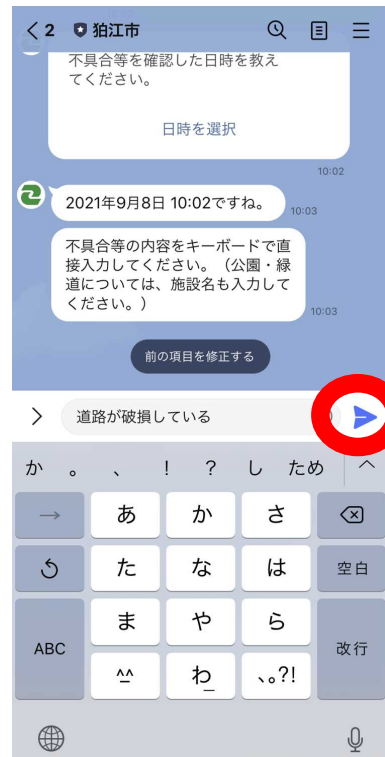 2 狛江市
不具合等を確認した日時を教え
てください。
日時を選択
10:02
2021年9月8日 10:02ですね。
10:03
不具合等の内容をキーボードで直
接入力してください。（公園・緑
道については、施設名も入力して
ください。）
10:03
前の項目を修正する
道路が破損している
か 。 、 ! ? し ため
→ あ か さ
た な は 空白
ま や ら
ABC 改行
^^ わ 、。?!